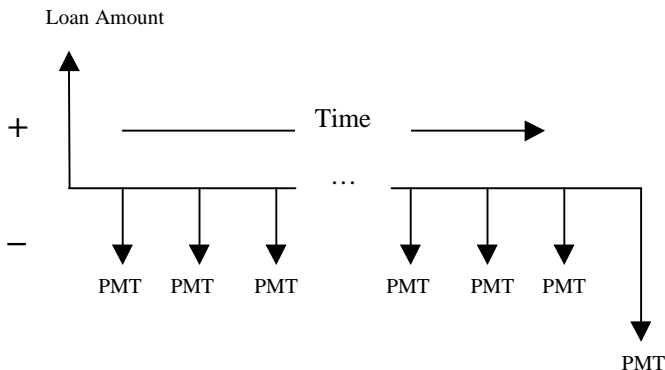 Loan Amount
+
Time
…
–
PMT PMT PMT PMT PMT PMT
PMT